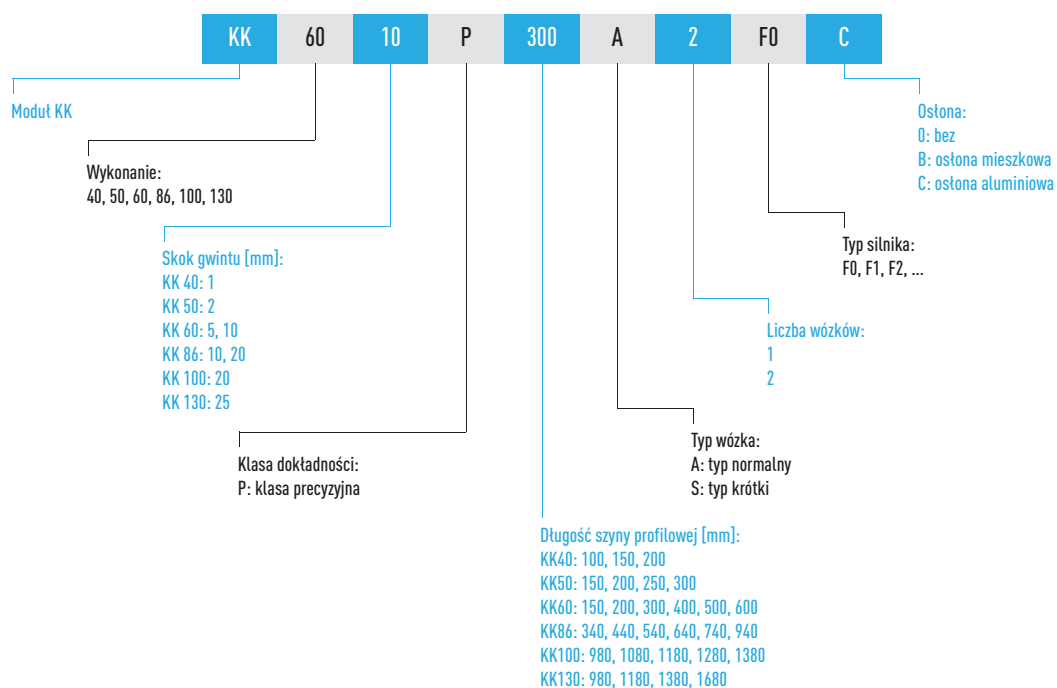 KK 60 10 P 300 A 2 F0 C
Moduł KK
Wykonanie:
40, 50, 60, 86, 100, 130
Skok gwintu [mm]:
KK 40: 1
KK 50: 2
KK 60: 5, 10
KK 86: 10, 20
KK 100: 20
KK 130: 25
Klasa dokładności:
P: klasa precyzyjna
Długość szyny profilowej [mm]:
KK40: 100, 150, 200
KK50: 150, 200, 250, 300
KK60: 150, 200, 300, 400, 500, 600
KK86: 340, 440, 540, 640, 740, 940
KK100: 980, 1080, 1180, 1280, 1380
KK130: 980, 1180, 1380, 1680
Typ wózka:
A: typ normalny
S: typ krótki
Liczba wózków:
1
2
Typ silnika:
F0, F1, F2, ...
Osłona:
0: bez
B: osłona mieszkowa
C: osłona aluminiowa